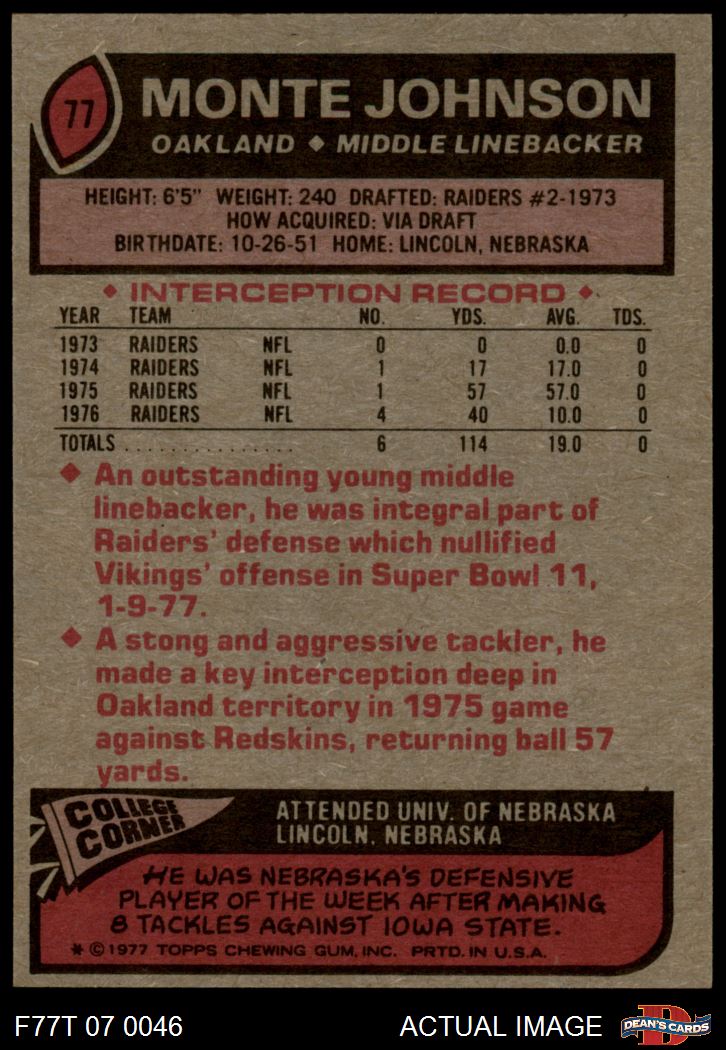 77
MONTE JOHNSON
OAKLAND ◆ MIDDLE LINEBACKER
HEIGHT: 6'5" WEIGHT: 240 DRAFTED: RAIDERS #2-1973
HOW ACQUIRED: VIA DRAFT
BIRTHDATE: 10-26-51 HOME: LINCOLN, NEBRASKA
◆ INTERCEPTION RECORD ◆
YEAR TEAM NO. YDS. AVG. TDS.
1973 RAIDERS NFL 0 0 0.0 0
1974 RAIDERS NFL 1 17 17.0 0
1975 RAIDERS NFL 1 57 57.0 0
1976 RAIDERS NFL 4 40 10.0 0
TOTALS . . . . . . . . . . . . . . . 6 114 19.0 0
◆ An outstanding young middle
linebacker, he was integral part of
Raiders' defense which nullified
Vikings' offense in Super Bowl 11,
1-9-77.
◆ A stong and aggressive tackler, he
made a key interception deep in
Oakland territory in 1975 game
against Redskins, returning ball 57
yards.
COLLEGE
CORNER
ATTENDED UNIV. OF NEBRASKA
LINCOLN, NEBRASKA
HE WAS NEBRASKA'S DEFENSIVE
PLAYER OF THE WEEK AFTER MAKING
8 TACKLES AGAINST IOWA STATE.
* © 1977 TOPPS CHEWING GUM, INC. PRTD. IN U.S.A.
F77T 07 0046
ACTUAL IMAGE
D
DEAN'S CARDS